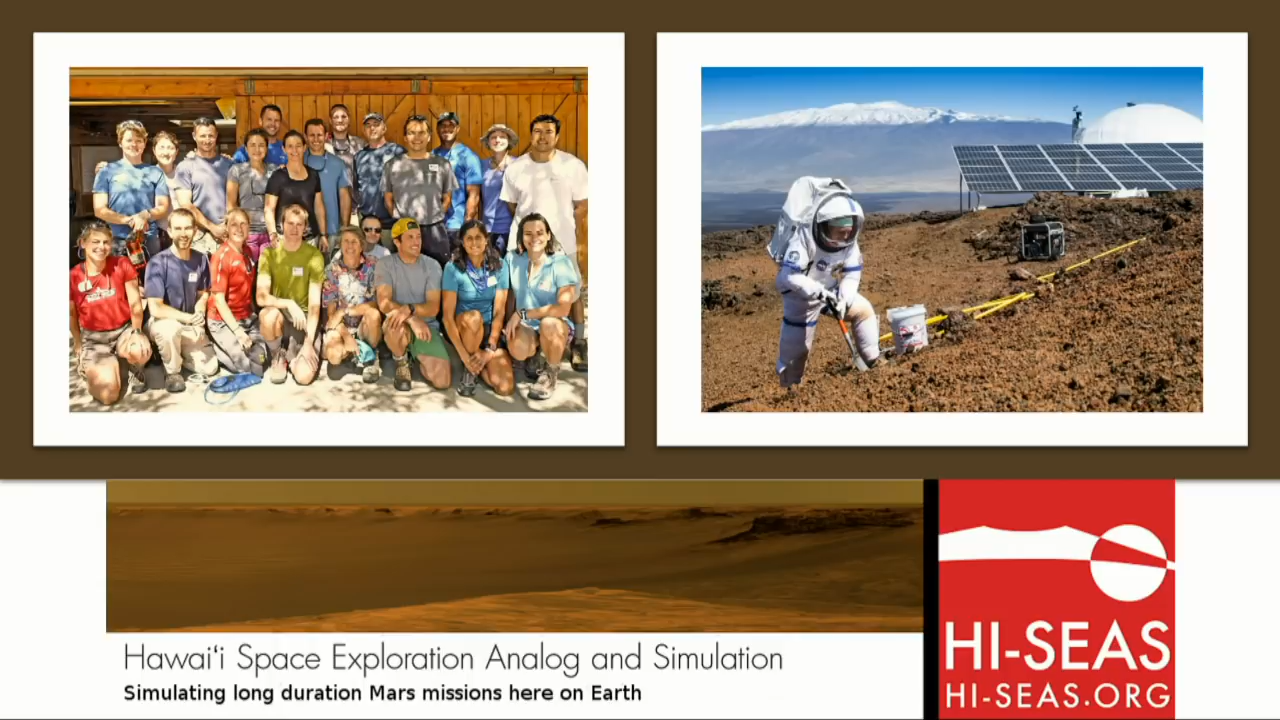 Hawai‘i Space Exploration Analog and Simulation
Simulating long duration Mars missions here on Earth
HI-SEAS
HI-SEAS.ORG